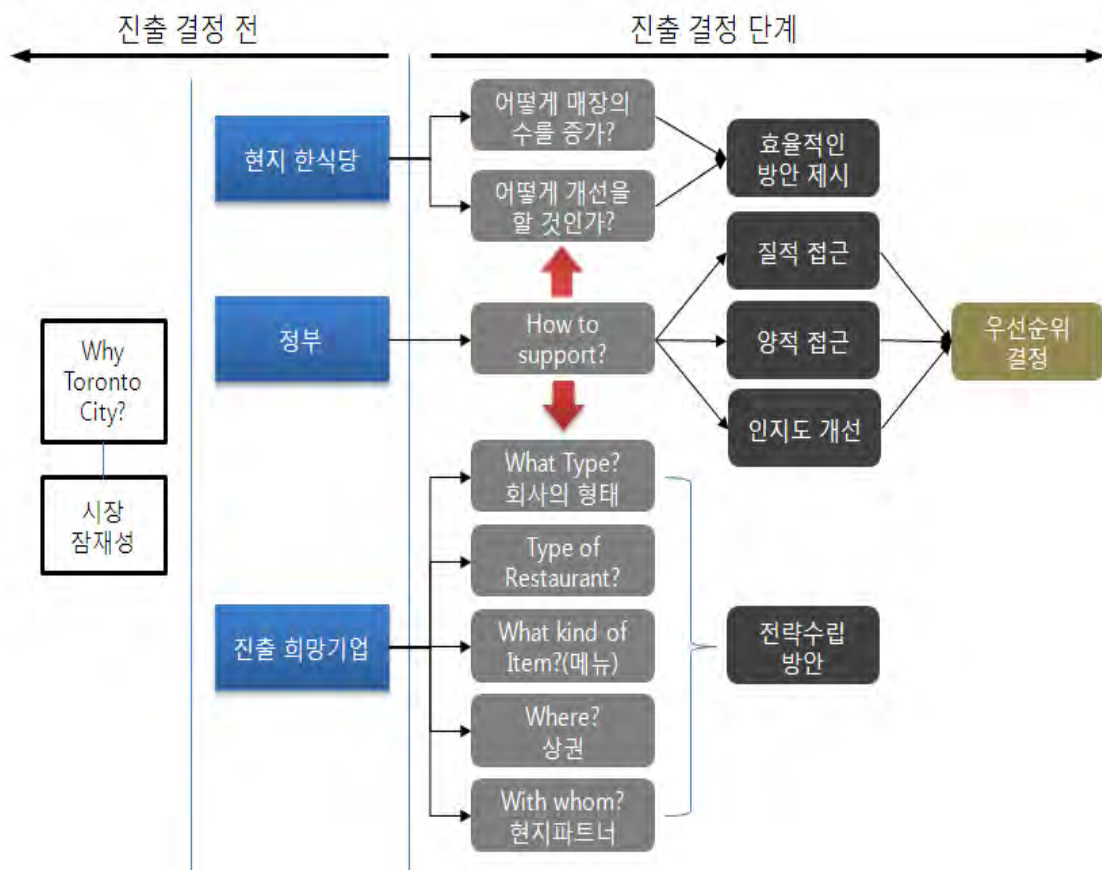 진출 결정 전
진출 결정 단계
현지 한식당
어떻게 매장의
수를 증가?
어떻게 개선을
할 것인가?
효율적인
방안 제시
정부
How to
support?
질적 접근
양적 접근
인지도 개선
우선순위
결정
Why
Toronto
City?
시장
잠재성
진출 희망기업
What Type?
회사의 형태
Type of
Restaurant?
What kind of
Item?(메뉴)
Where?
상권
With whom?
현지파트너
전략수립
방안